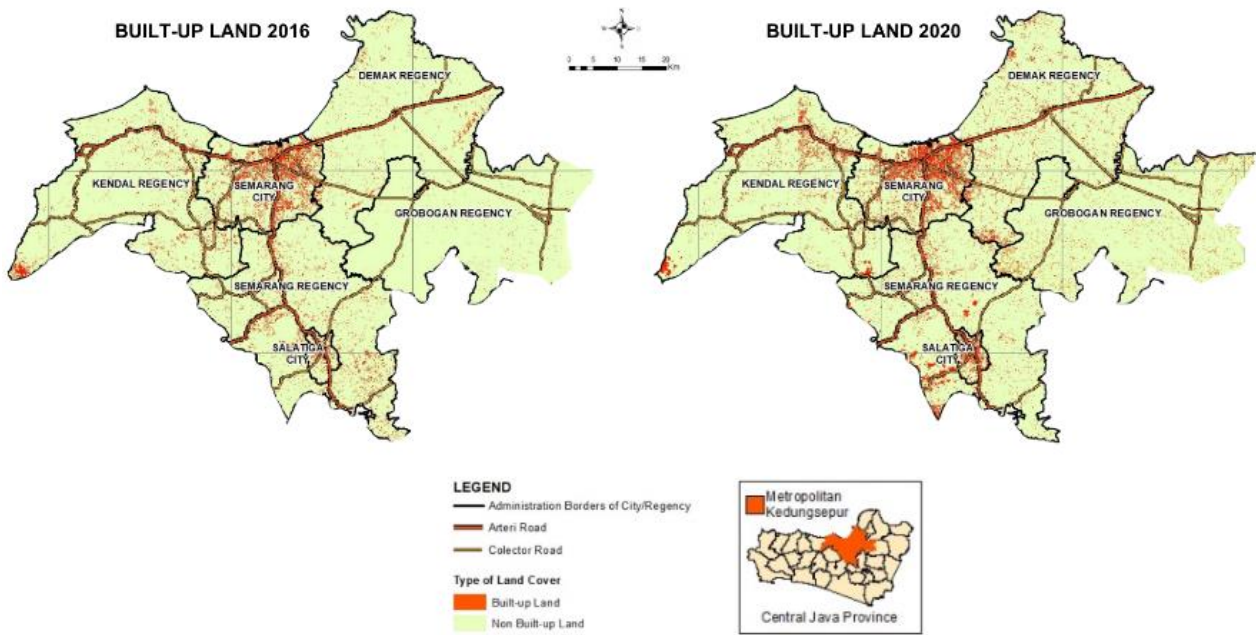 BUILT-UP LAND 2016
N
W
E
S
0 5 10 15 20
Km
BUILT-UP LAND 2020
DEMAK REGENCY
KENDAL REGENCY
SEMARANG
CITY
GROBOGAN REGENCY
SEMARANG REGENCY
SALATIGA
CITY
DEMAK REGENCY
KENDAL REGENCY
SEMARANG
CITY
GROBOGAN REGENCY
SEMARANG REGENCY
SALATIGA
CITY
LEGEND
Administration Borders of City/Regency
Arteri Road
Colector Road
Type of Land Cover
Built-up Land
Non Built-up Land
Metropolitan
Kedungsepur
Central Java Province